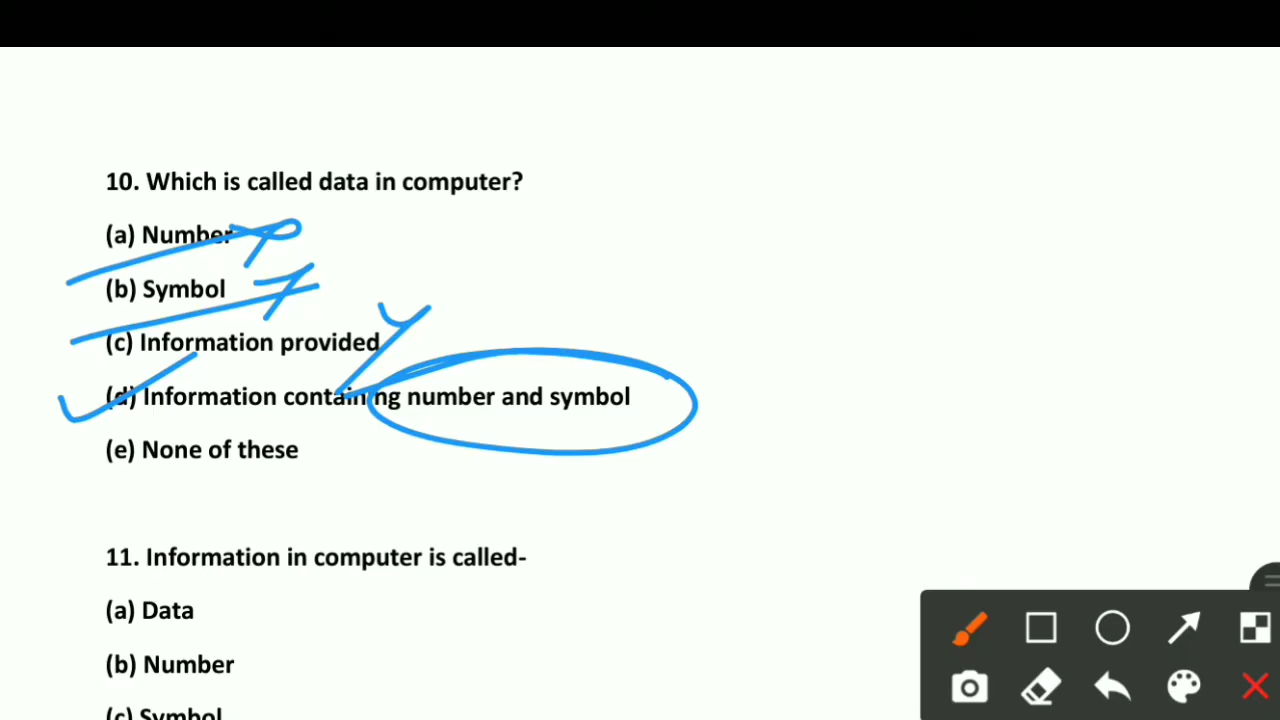 10. Which is called data in computer?
(a) Number
(b) Symbol
(c) Information provided
(d) Information containing number and symbol
(e) None of these
11. Information in computer is called-
(a) Data
(b) Number
(c) Symbol